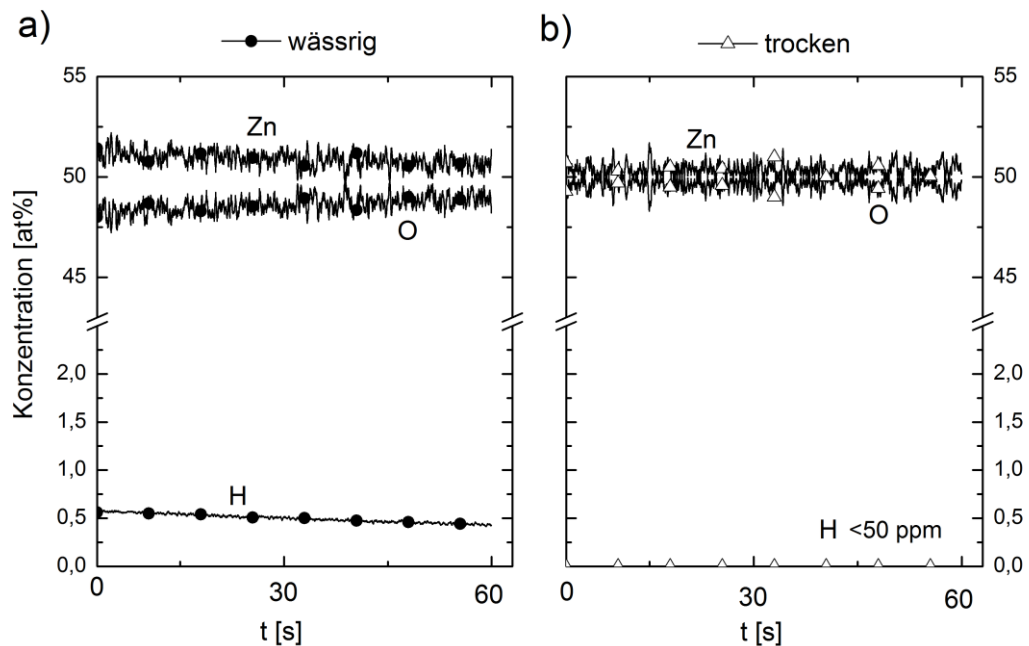 a)
wässrig
55
50
45
2,0
1,5
1,0
0,5
0,0
Konzentration [at%]
Zn
O
H
0
30
60
t [s]
b)
trocken
55
50
45
2,0
1,5
1,0
0,5
0,0
Zn
O
H <50 ppm
0
30
60
t [s]